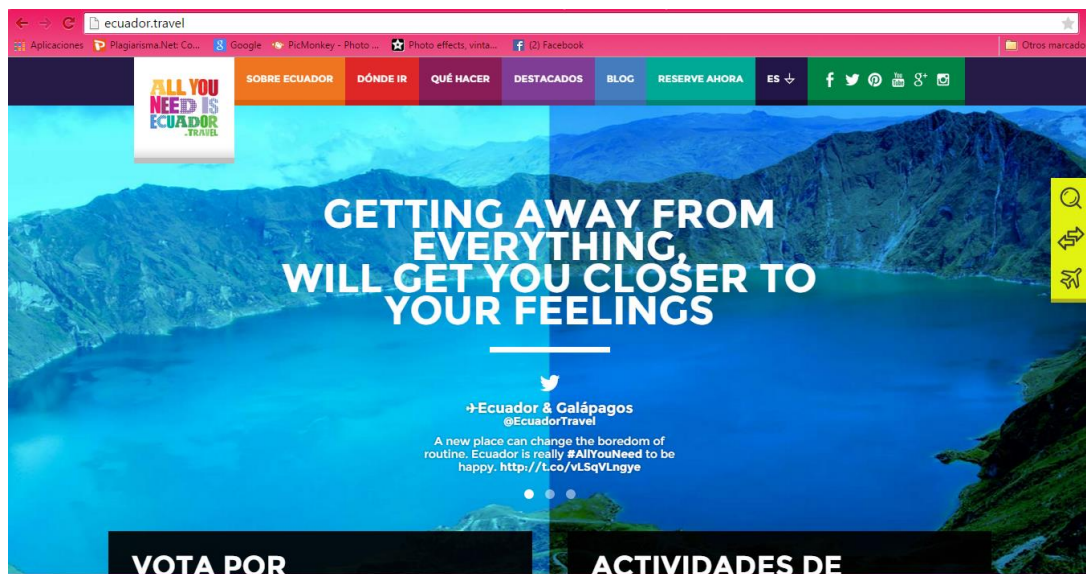 ecuador.travel
Aplicaciones Plagiarisma.Net: Co... Google PicMonkey - Photo ... Photo effects, vinta... (2) Facebook Otros marcado
ALL YOU
NEED IS
ECUADOR
.TRAVEL
SOBRE ECUADOR DÓNDE IR QUÉ HACER DESTACADOS BLOG RESERVE AHORA ES
GETTING AWAY FROM
EVERYTHING,
WILL GET YOU CLOSER TO
YOUR FEELINGS
✈Ecuador & Galápagos
@EcuadorTravel
A new place can change the boredom of
routine. Ecuador is really #AllYouNeed to be
happy. http://t.co/vLSqVLngye
VOTA POR
ACTIVIDADES DE